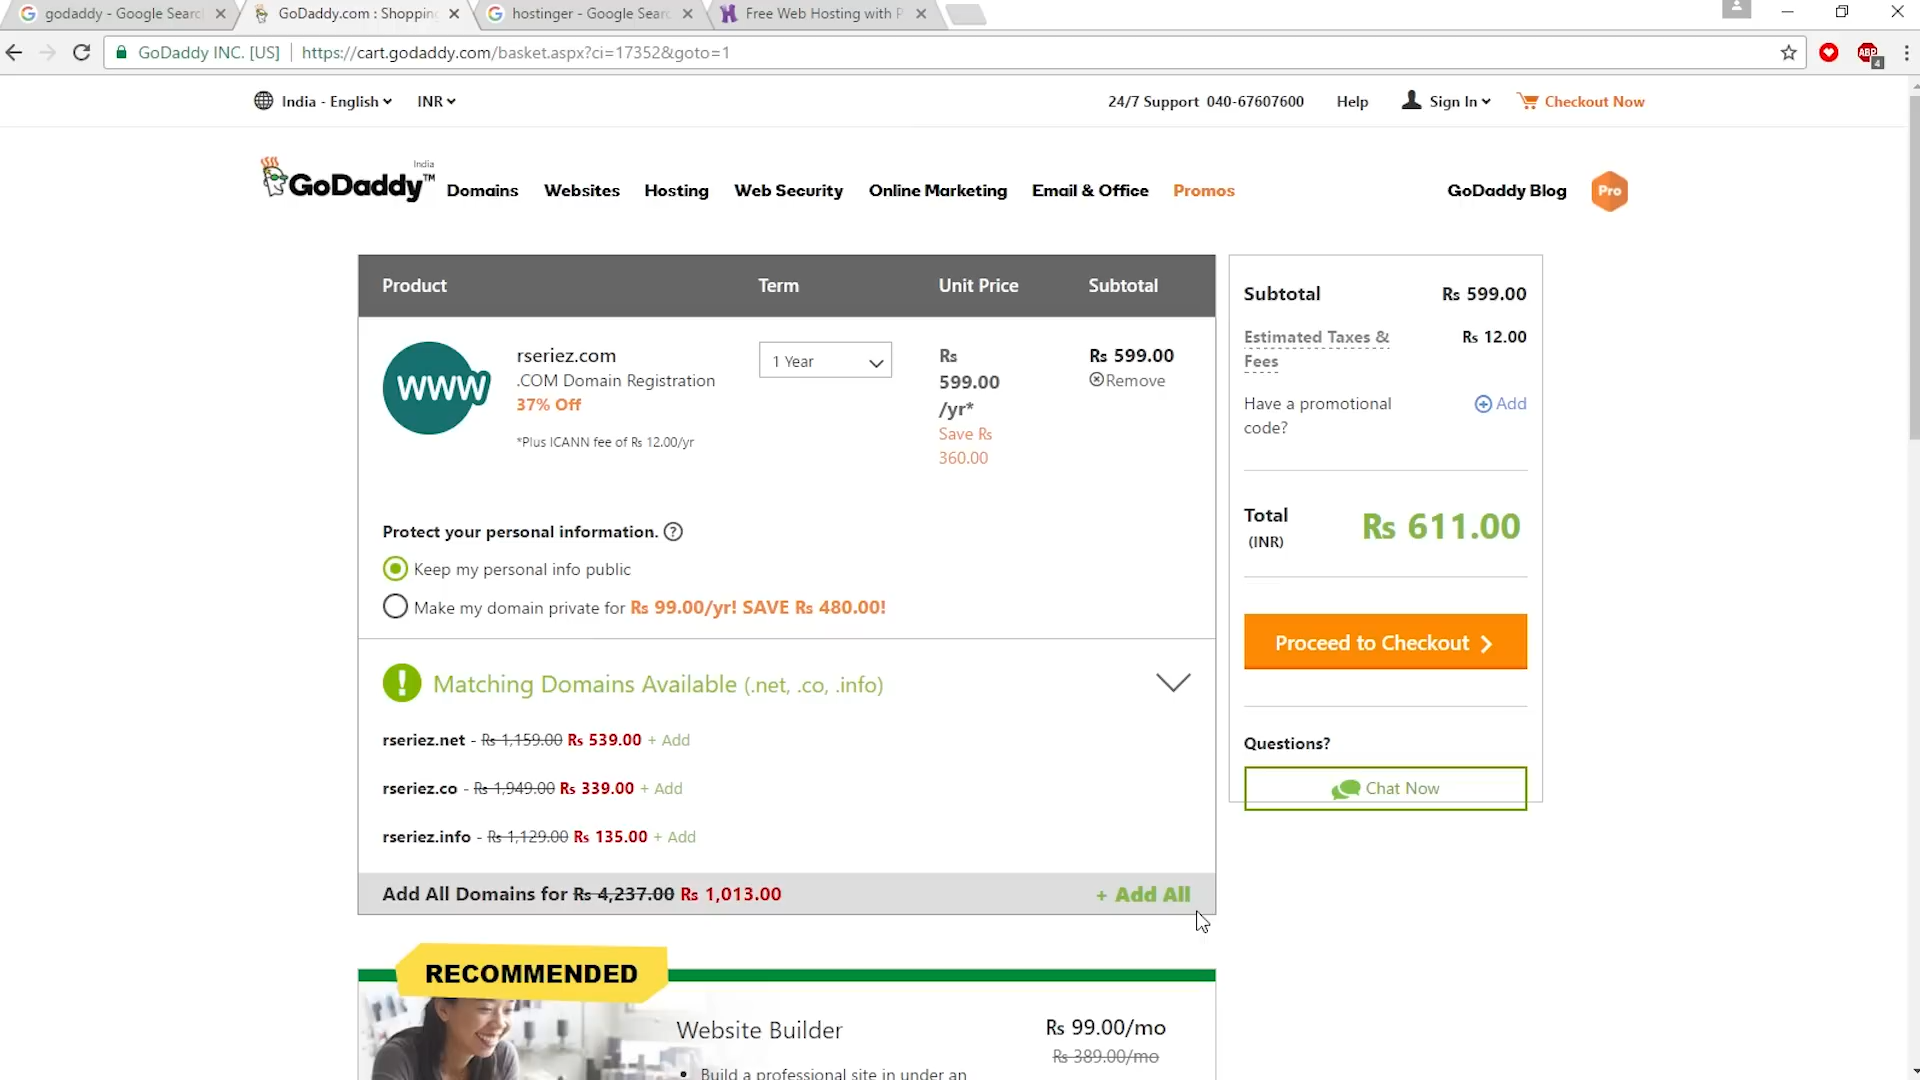 godaddy - Google Searc
GoDaddy.com : Shopping
hostinger - Google Searc
Free Web Hosting with P
GoDaddy INC. [US]
https://cart.godaddy.com/basket.aspx?ci=17352&goto=1
ABP
4
India - English
INR
24/7 Support 040-67607600
Help
Sign In
Checkout Now
India
GoDaddy™
Domains
Websites
Hosting
Web Security
Online Marketing
Email & Office
Promos
GoDaddy Blog
Pro
Product
Term
Unit Price
Subtotal
www
rseriez.com
.COM Domain Registration
37% Off
*Plus ICANN fee of Rs 12.00/yr
1 Year
Rs
599.00
/yr*
Save Rs
360.00
Rs 599.00
Remove
Protect your personal information. ?
Keep my personal info public
Make my domain private for Rs 99.00/yr! SAVE Rs 480.00!
! Matching Domains Available (.net, .co, .info)
rseriez.net - Rs 1,159.00 Rs 539.00 + Add
rseriez.co - Rs 1,949.00 Rs 339.00 + Add
rseriez.info - Rs 1,129.00 Rs 135.00 + Add
Add All Domains for Rs 4,237.00 Rs 1,013.00
+ Add All
RECOMMENDED
Website Builder
Rs 99.00/mo
Rs 389.00/mo
• Build a professional site in under an
Subtotal
Rs 599.00
Estimated Taxes &
Fees
Rs 12.00
Have a promotional
code?
Add
Total
(INR)
Rs 611.00
Proceed to Checkout
Questions?
Chat Now